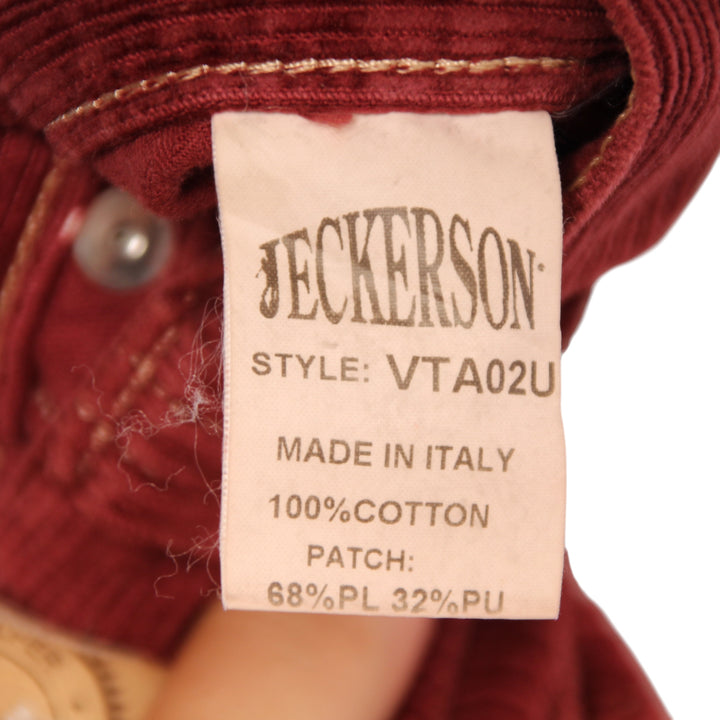 JECKERSON
STYLE: VTA02U
MADE IN ITALY
100%COTTON
PATCH:
68%PL 32%PU